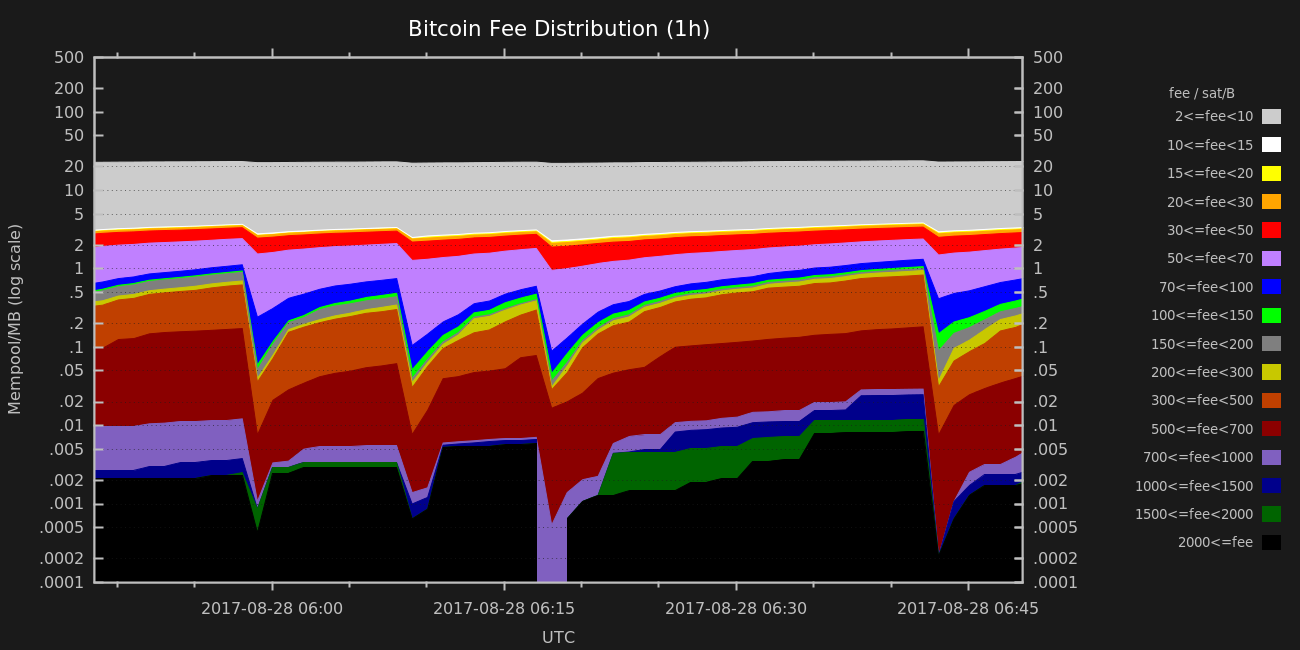 Bitcoin Fee Distribution (1h)
500
200
100
50
20
10
5
2
1
.5
.2
.1
.05
.02
.01
.005
.002
.001
.0005
.0002
.0001
Mempool/MB (log scale)
500
200
100
50
20
10
5
2
1
.5
.2
.1
.05
.02
.01
.005
.002
.001
.0005
.0002
.0001
2017-08-28 06:00 2017-08-28 06:15 2017-08-28 06:30 2017-08-28 06:45
UTC
fee / sat/B
2<=fee<10
10<=fee<15
15<=fee<20
20<=fee<30
30<=fee<50
50<=fee<70
70<=fee<100
100<=fee<150
150<=fee<200
200<=fee<300
300<=fee<500
500<=fee<700
700<=fee<1000
1000<=fee<1500
1500<=fee<2000
2000<=fee